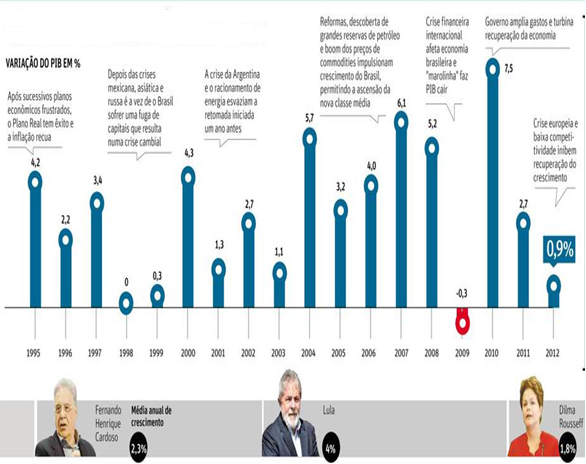 VARIAÇÃO DO PIB EM %
Após sucessivos planos
econômicos frustrados,
o Plano Real tem êxito e
a inflação recua
Depois das crises
mexicana, asiática e
russa é a vez de o Brasil
sofrer uma fuga de
capitais que resulta
numa crise cambial
A crise da Argentina
e o racionamento de
energia esvaziam a
retomada iniciada
um ano antes
Reformas, descoberta de
grandes reservas de petróleo
e boom dos preços de
commodities impulsionam
crescimento do Brasil,
permitindo a ascensão da
nova classe média
Crise financeira
internacional
afeta economia
brasileira e
"marolinha" faz
PIB cair
Governo amplia gastos e turbina
recuperação da economia
Crise europeia e
baixa competi-
tividade inibem
recuperação do
crescimento
4,2
2,2
3,4
0
0,3
4,3
1,3
2,7
1,1
5,7
3,2
4,0
6,1
5,2
-0,3
7,5
2,7
0,9%
1995 1996 1997 1998 1999 2000 2001 2002 2003 2004 2005 2006 2007 2008 2009 2010 2011 2012
Fernando
Henrique
Cardoso
Média anual de
crescimento
2,3%
Lula
4%
Dilma
Rousseff
1,8%